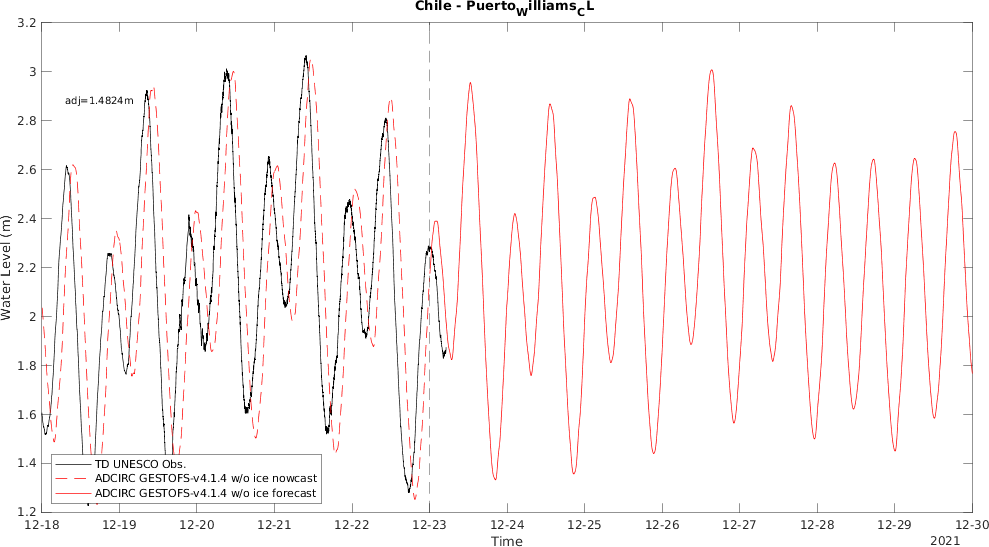 Chile - PuertoWilliamsCL
3.2
3
2.8
2.6
2.4
2.2
2
1.8
1.6
1.4
1.2
Water Level (m)
adj=1.4824m
TD UNESCO Obs.
ADCIRC GESTOFS-v4.1.4 w/o ice nowcast
ADCIRC GESTOFS-v4.1.4 w/o ice forecast
12-18 12-19 12-20 12-21 12-22 12-23 12-24 12-25 12-26 12-27 12-28 12-29 12-30
Time
2021